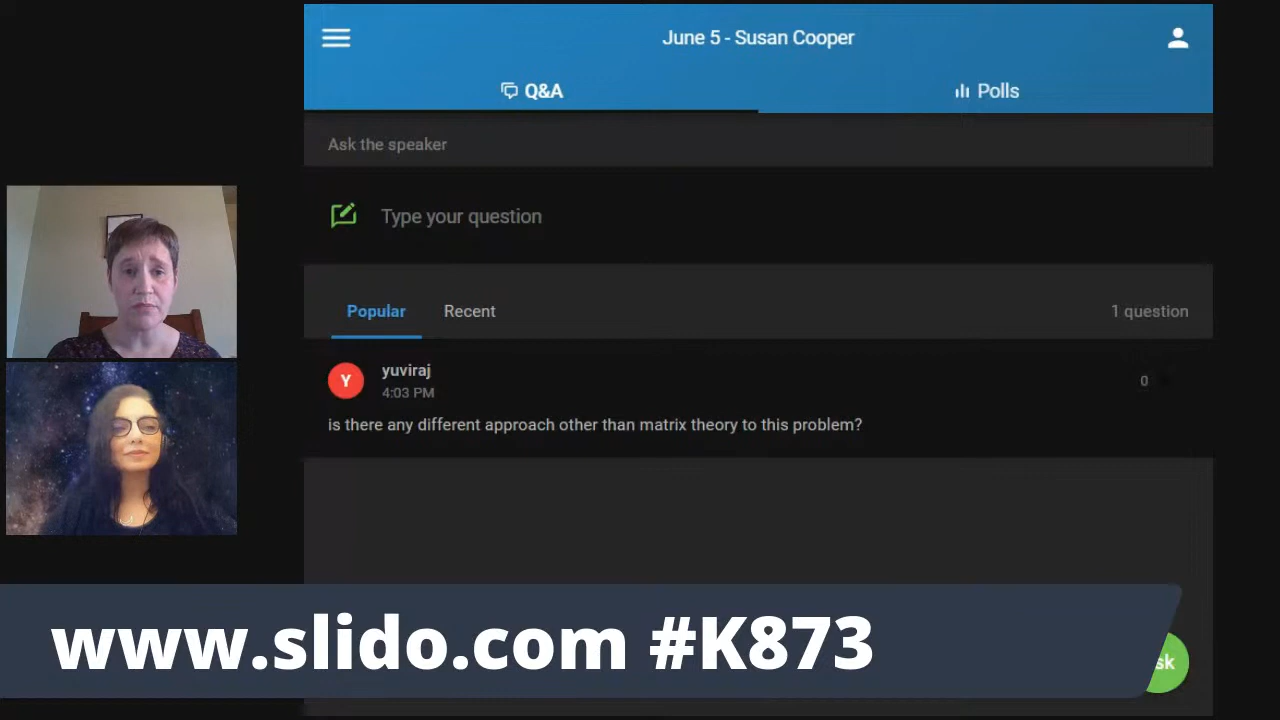 June 5 - Susan Cooper
Q&A
Polls
Ask the speaker
Type your question
Popular
Recent
1 question
Y
yuviraj
4:03 PM
0
is there any different approach other than matrix theory to this problem?
www.slido.com #K873
sk